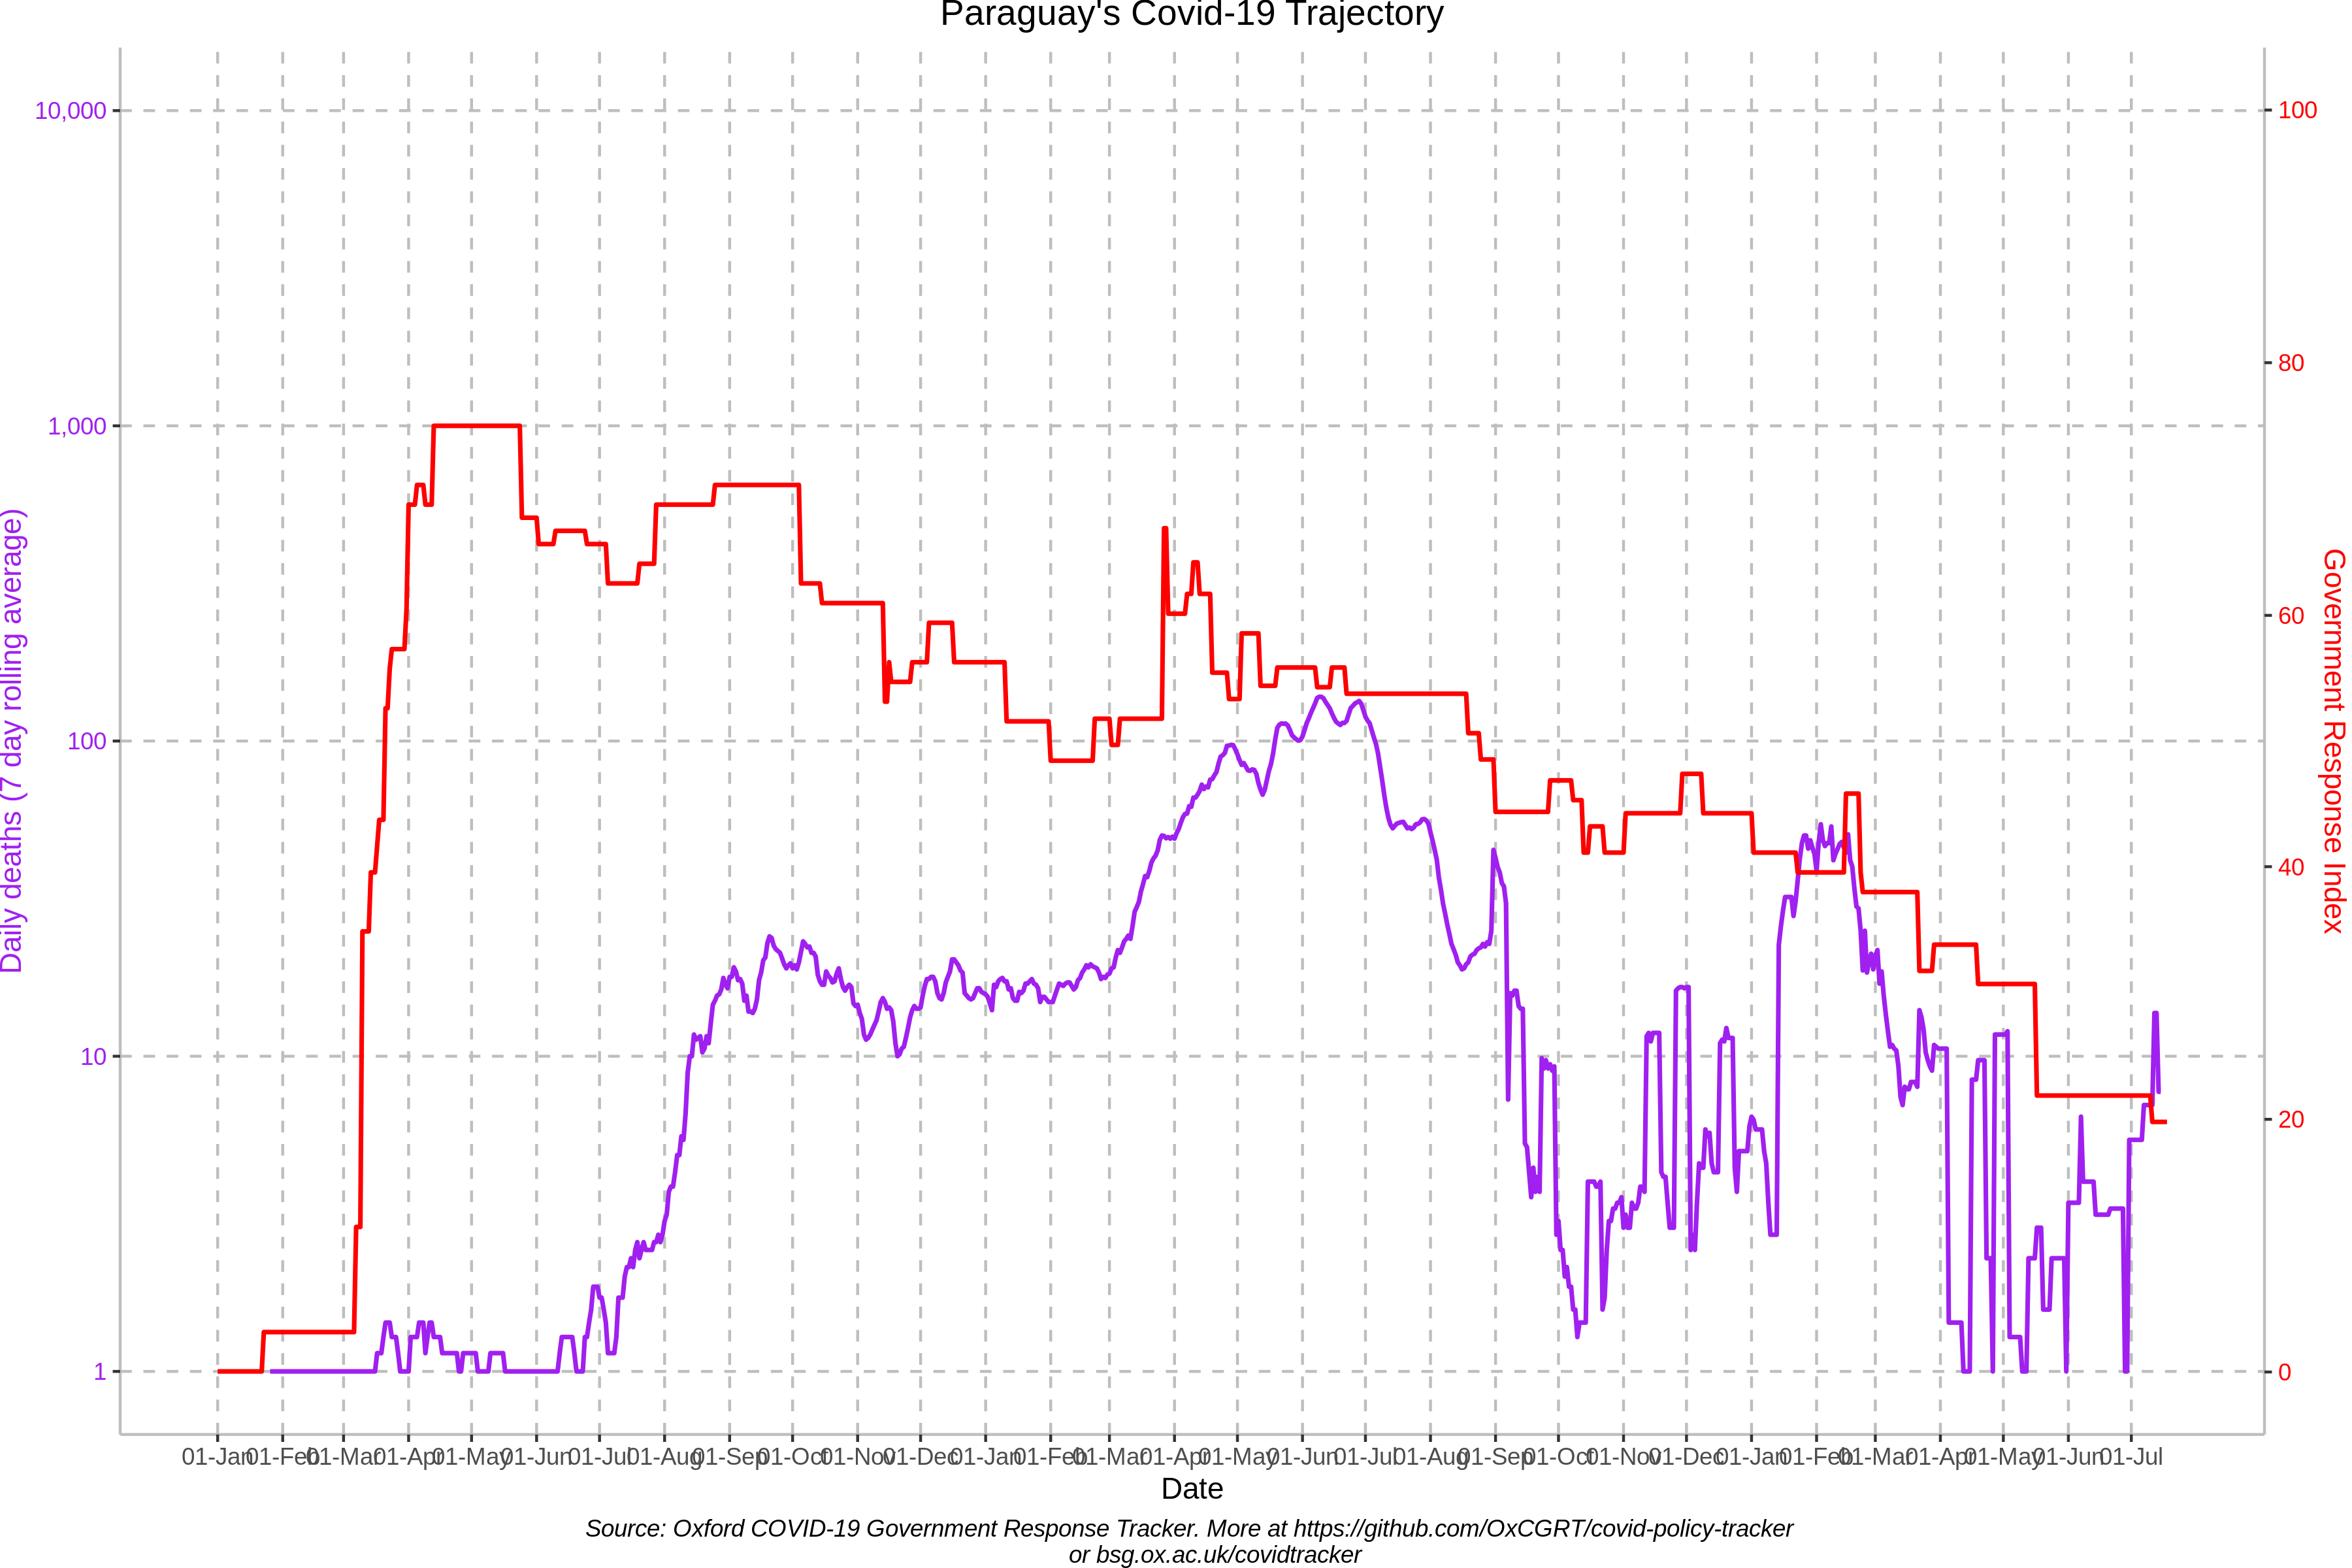 Paraguay's Covid-19 Trajectory
Daily deaths (7 day rolling average)
10,000
1,000
100
10
1
100
80
60
40
20
0
Government Response Index
01-Jan 01-Feb 01-Mar 01-Apr 01-May 01-Jun 01-Jul 01-Aug 01-Sep 01-Oct 01-Nov 01-Dec 01-Jan 01-Feb 01-Mar 01-Apr 01-May 01-Jun 01-Jul 01-Aug 01-Sep 01-Oct 01-Nov 01-Dec 01-Jan 01-Feb 01-Mar 01-Apr 01-May 01-Jun 01-Jul
Date
Source: Oxford COVID-19 Government Response Tracker. More at https://github.com/OxCGRT/covid-policy-tracker
or bsg.ox.ac.uk/covidtracker